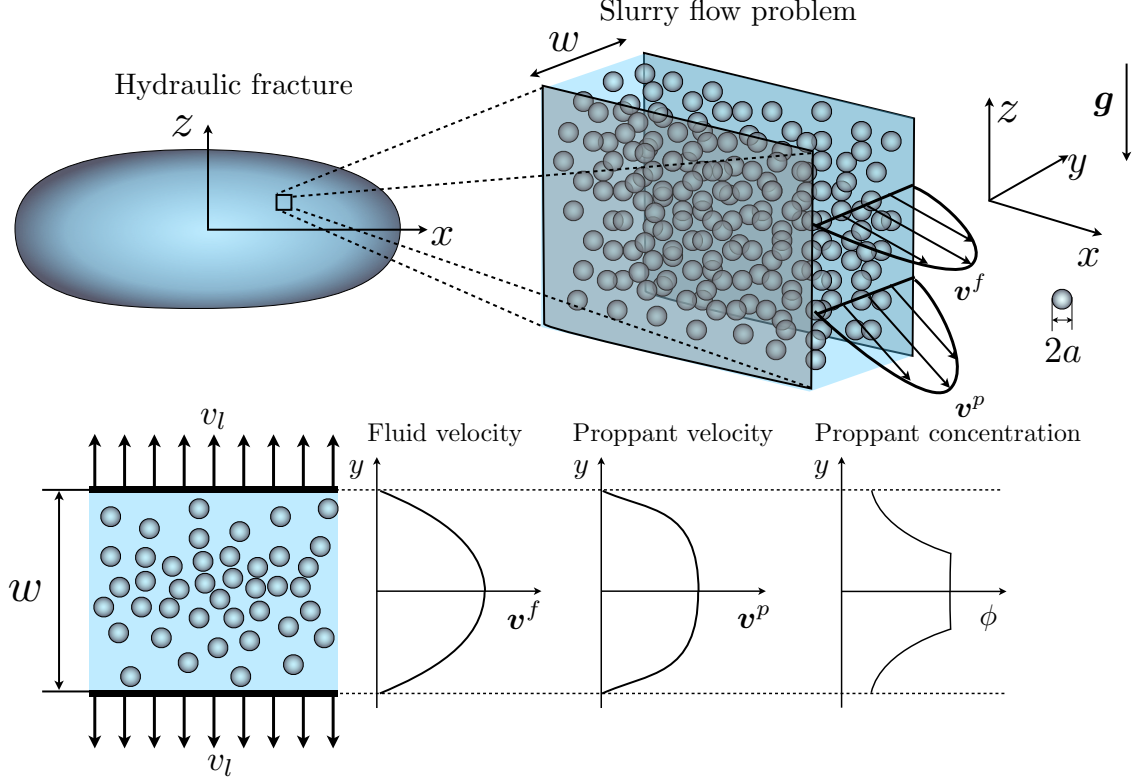 Slurry flow problem
w
Hydraulic fracture
z
x
z
y
x
g
v^f
v^p
2a
v_l
Fluid velocity
Proppant velocity
Proppant concentration
y
y
y
w
v^f
v^p
ϕ
v_l